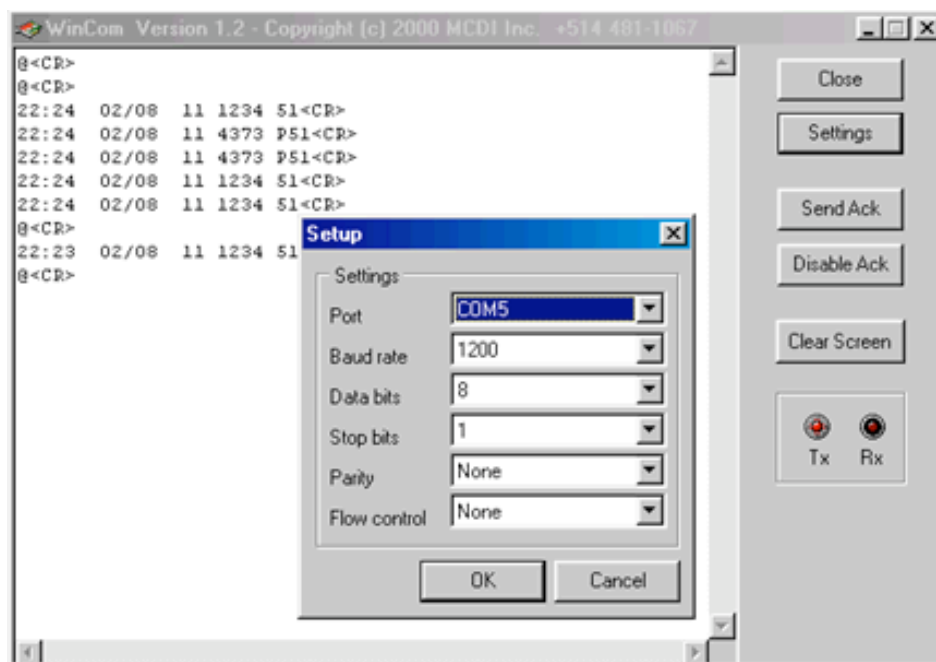 WinCom Version 1.2 - Copyright (c) 2000 MCDI Inc. +514 481-1067
@<CR>
@<CR>
22:24 02/08 11 1234 51<CR>
22:24 02/08 11 4373 P51<CR>
22:24 02/08 11 4373 P51<CR>
22:24 02/08 11 1234 51<CR>
22:24 02/08 11 1234 51<CR>
@<CR>
22:23 02/08 11 1234 51
@<CR>
Close
Settings
Send Ack
Disable Ack
Clear Screen
Tx Rx
Setup
Settings
Port COM5
Baud rate 1200
Data bits 8
Stop bits 1
Parity None
Flow control None
OK Cancel